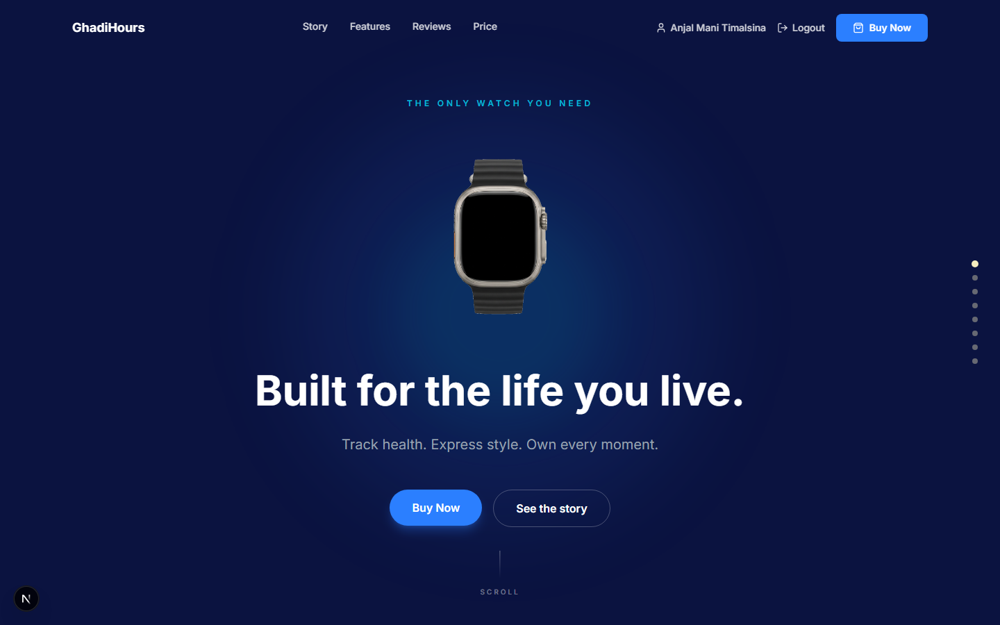 GhadiHours
Story Features Reviews Price
Anjal Mani Timalsina Logout Buy Now
THE ONLY WATCH YOU NEED
Built for the life you live.
Track health. Express style. Own every moment.
Buy Now See the story
SCROLL
N